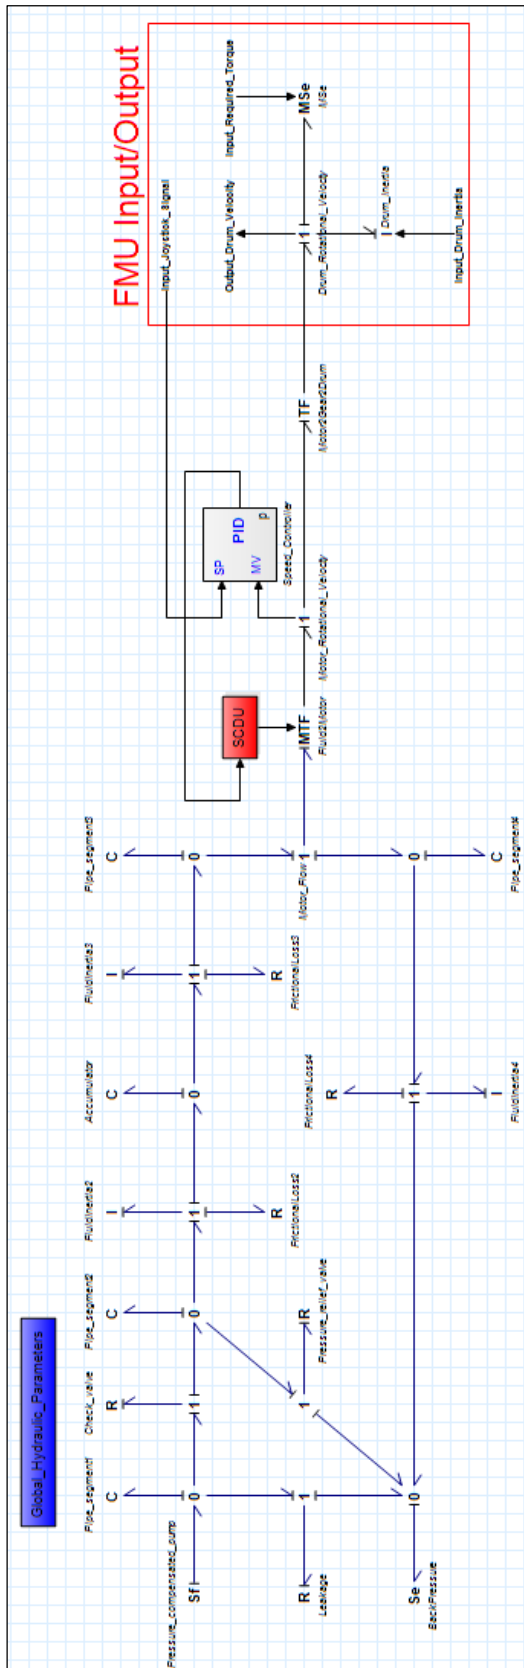 Global_Hydraulic_Parameters
Pipe_segment1
Check_valve
Pipe_segment2
FluidInertia2
Accumulator
FluidInertia3
Pipe_segment3
C
R
C
I
C
I
C
FMU Input/Output
Pressure_compensated_pump
Sf
0
1
0
1
0
1
0
Input_Joystick_Signal
SP
PID
MV
p
Speed_Controller
SCDU
Output_Drum_Velocity
Input_Required_Torque
R
R
FrictionalLoss2
FrictionalLoss3
R
1
1
R
1
MTF
1
TF
1
MSe
Leakage
Pressure_relief_valve
Motor_Flow
Fluid2Motor
Motor_Rotational_Velocity
Motor2Gear2Drum
Drum_Rotational_Velocity
MSe
FrictionalLoss4
R
I
Drum_Inertia
Se
0
1
0
BackPressue
Input_Drum_Inertia
I
C
FluidInertia4
Pipe_segment4